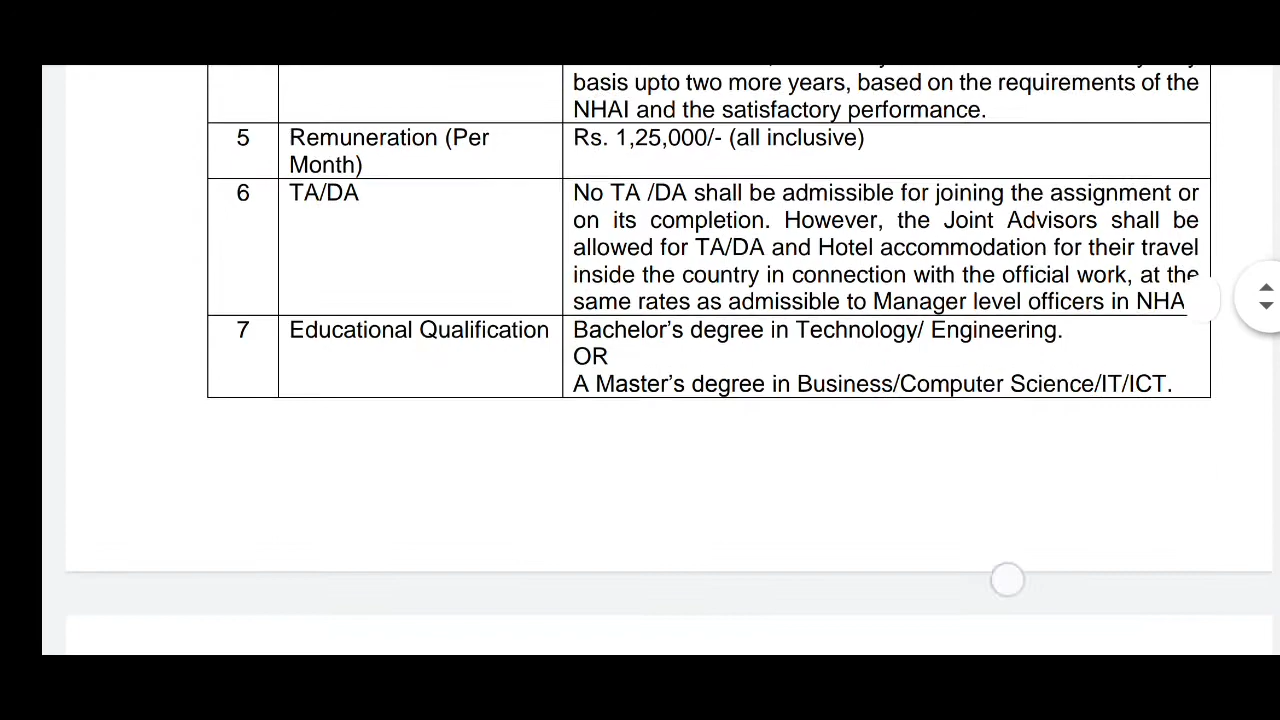 basis upto two more years, based on the requirements of the
NHAI and the satisfactory performance.
5 Remuneration (Per Month) Rs. 1,25,000/- (all inclusive)
6 TA/DA No TA /DA shall be admissible for joining the assignment or
on its completion. However, the Joint Advisors shall be
allowed for TA/DA and Hotel accommodation for their travel
inside the country in connection with the official work, at the
same rates as admissible to Manager level officers in NHA
7 Educational Qualification Bachelor's degree in Technology/ Engineering.
OR
A Master's degree in Business/Computer Science/IT/ICT.